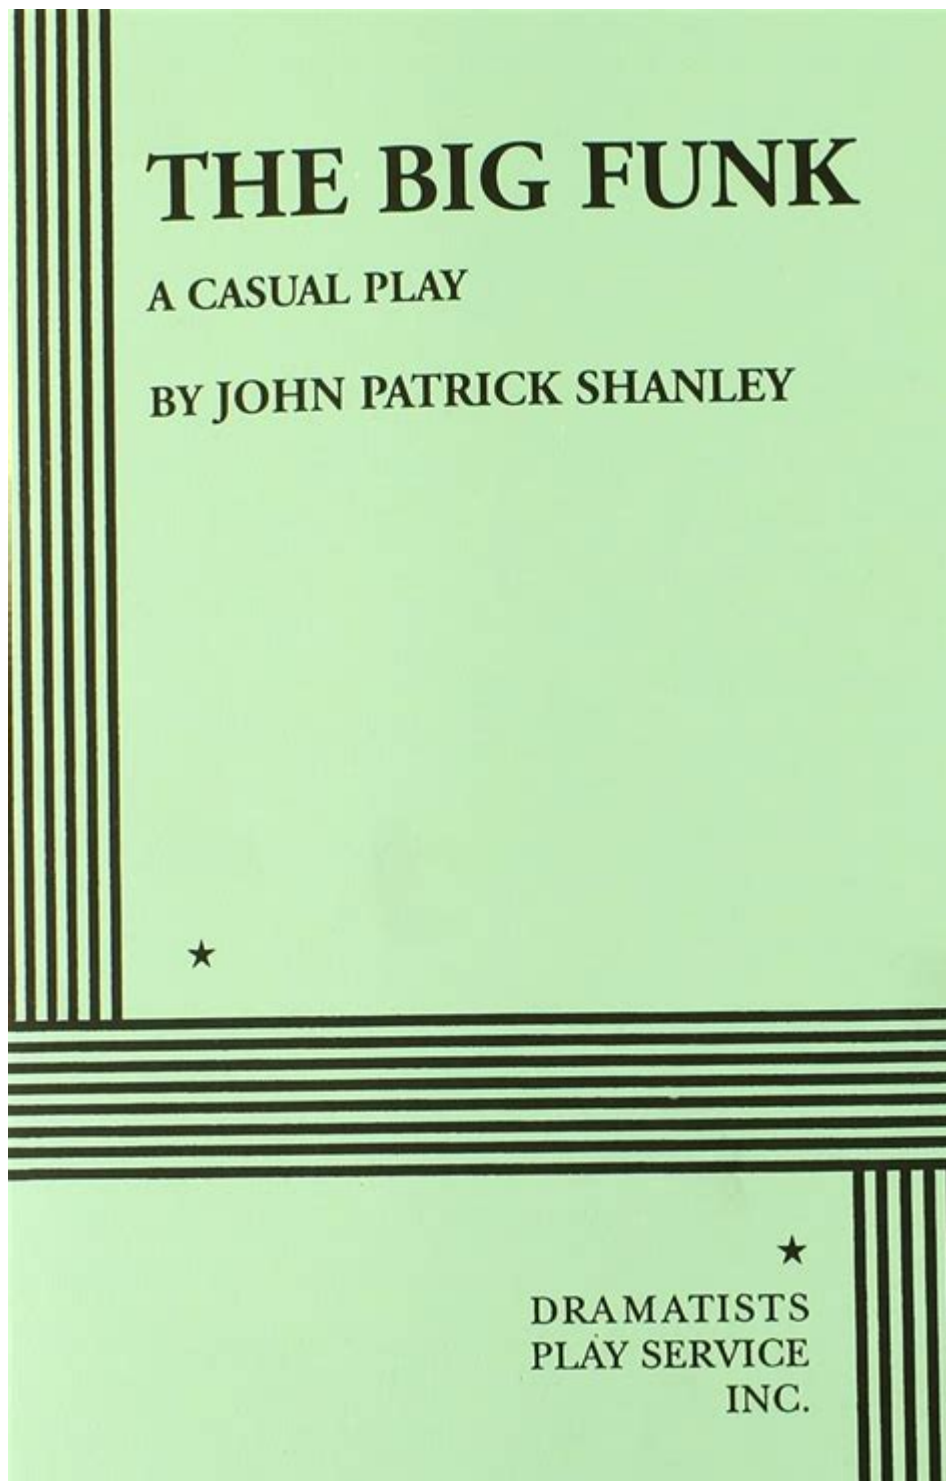 THE BIG FUNK
A CASUAL PLAY
BY JOHN PATRICK SHANLEY
DRAMATISTS
PLAY SERVICE
INC.